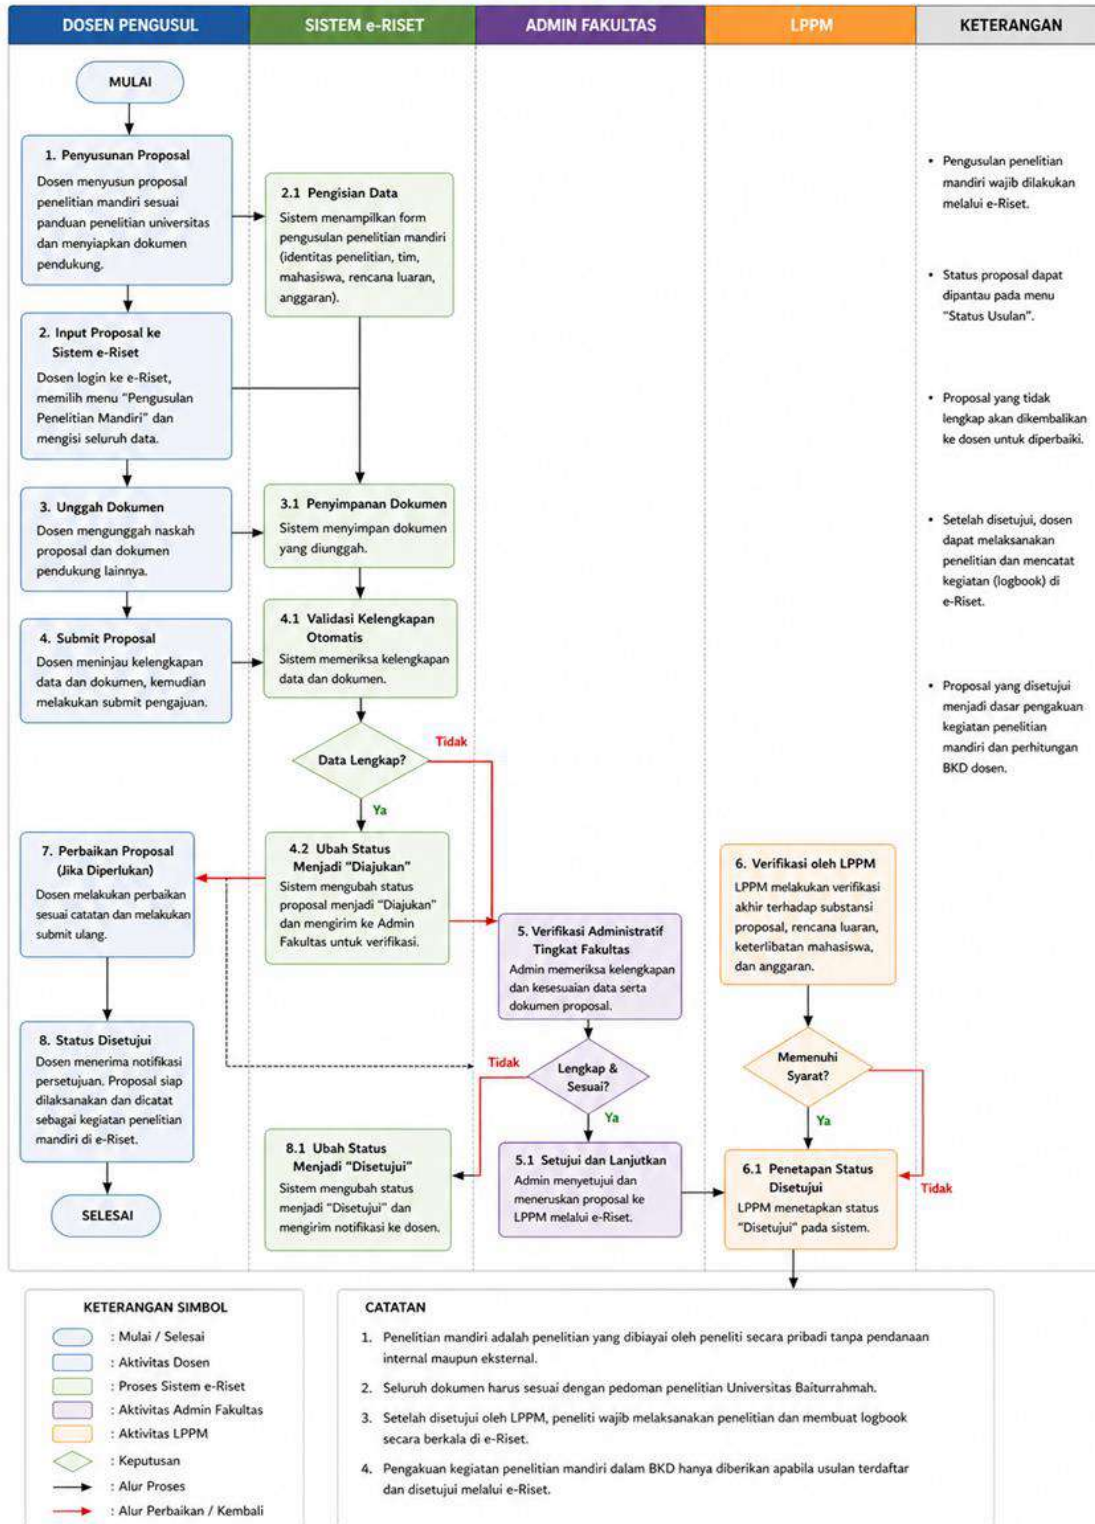 DOSEN PENGUSUL
SISTEM e-RISET
ADMIN FAKULTAS
LPPM
KETERANGAN
MULAI
1. Penyusunan Proposal
Dosen menyusun proposal
penelitian mandiri sesuai
panduan penelitian universitas
dan menyiapkan dokumen
pendukung.
2.1 Pengisian Data
Sistem menampilkan form
pengusulan penelitian mandiri
(identitas penelitian, tim,
mahasiswa, rencana luaran,
anggaran).
• Pengusulan penelitian
mandiri wajib dilakukan
melalui e-Riset.
• Status proposal dapat
dipantau pada menu
"Status Usulan".
2. Input Proposal ke
Sistem e-Riset
Dosen login ke e-Riset,
memilih menu "Pengusulan
Penelitian Mandiri" dan
mengisi seluruh data.
• Proposal yang tidak
lengkap akan dikembalikan
ke dosen untuk diperbaiki.
3. Unggah Dokumen
Dosen mengunggah naskah
proposal dan dokumen
pendukung lainnya.
3.1 Penyimpanan Dokumen
Sistem menyimpan dokumen
yang diunggah.
• Setelah disetujui, dosen
dapat melaksanakan
penelitian dan mencatat
kegiatan (logbook) di
e-Riset.
4. Submit Proposal
Dosen meninjau kelengkapan
data dan dokumen, kemudian
melakukan submit pengajuan.
4.1 Validasi Kelengkapan
Otomatis
Sistem memeriksa kelengkapan
data dan dokumen.
• Proposal yang disetujui
menjadi dasar pengakuan
kegiatan penelitian
mandiri dan perhitungan
BKD dosen.
Data Lengkap?
Tidak
Ya
7. Perbaikan Proposal
(Jika Diperlukan)
Dosen melakukan perbaikan
sesuai catatan dan melakukan
submit ulang.
4.2 Ubah Status
Menjadi "Diajukan"
Sistem mengubah status
proposal menjadi "Diajukan"
dan mengirim ke Admin
Fakultas untuk verifikasi.
5. Verifikasi Administratif
Tingkat Fakultas
Admin memeriksa kelengkapan
dan kesesuaian data serta
dokumen proposal.
6. Verifikasi oleh LPPM
LPPM melakukan verifikasi
akhir terhadap substansi
proposal, rencana luaran,
keterlibatan mahasiswa,
dan anggaran.
8. Status Disetujui
Dosen menerima notifikasi
persetujuan. Proposal siap
dilaksanakan dan dicatat
sebagai kegiatan penelitian
mandiri di e-Riset.
Tidak
Lengkap &
Sesuai?
Ya
Memenuhi
Syarat?
Ya
Tidak
8.1 Ubah Status
Menjadi "Disetujui"
Sistem mengubah status
menjadi "Disetujui" dan
mengirim notifikasi ke dosen.
5.1 Setujui dan Lanjutkan
Admin menyetujui dan
meneruskan proposal ke
LPPM melalui e-Riset.
6.1 Penetapan Status
Disetujui
LPPM menetapkan status
"Disetujui" pada sistem.
SELESAI
KETERANGAN SIMBOL
: Mulai / Selesai
: Aktivitas Dosen
: Proses Sistem e-Riset
: Aktivitas Admin Fakultas
: Aktivitas LPPM
: Keputusan
: Alur Proses
: Alur Perbaikan / Kembali
CATATAN
1. Penelitian mandiri adalah penelitian yang dibiayai oleh peneliti secara pribadi tanpa pendanaan
internal maupun eksternal.
2. Seluruh dokumen harus sesuai dengan pedoman penelitian Universitas Baiturrahmah.
3. Setelah disetujui oleh LPPM, peneliti wajib melaksanakan penelitian dan membuat logbook
secara berkala di e-Riset.
4. Pengakuan kegiatan penelitian mandiri dalam BKD hanya diberikan apabila usulan terdaftar
dan disetujui melalui e-Riset.